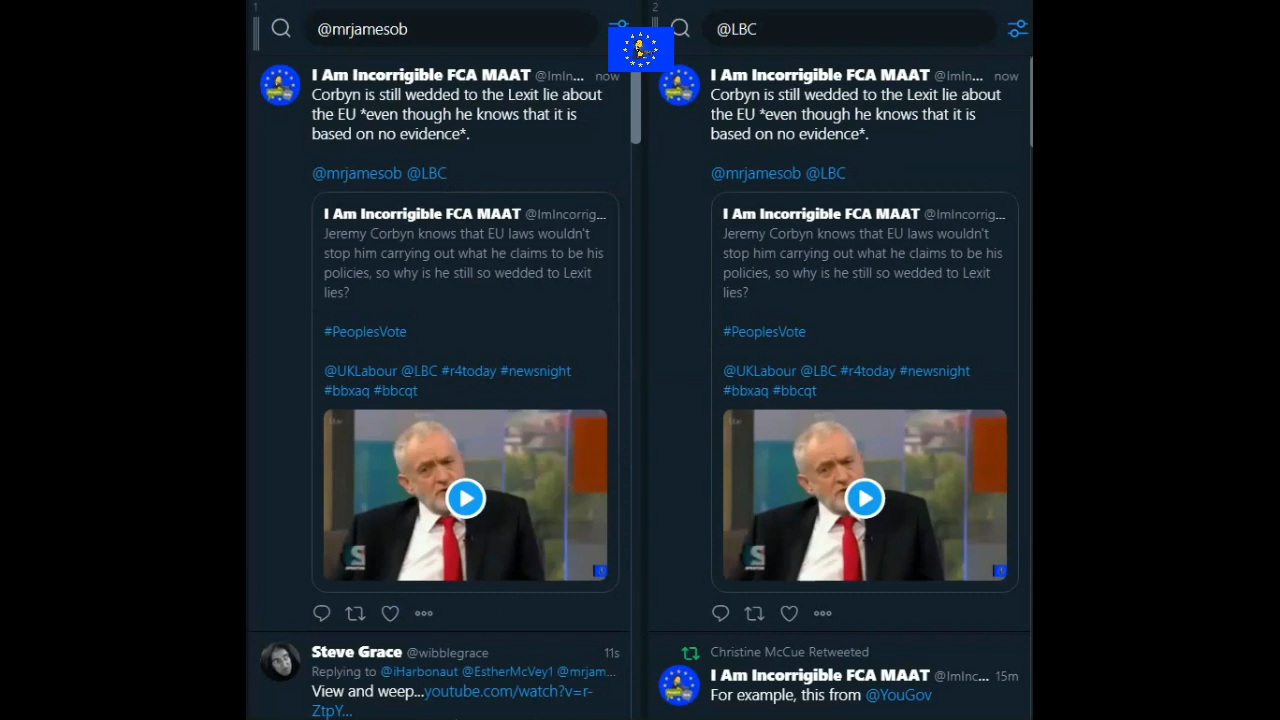 1
@mrjamesob
I Am Incorrigible FCA MAAT @ImIn... now
Corbyn is still wedded to the Lexit lie about
the EU *even though he knows that it is
based on no evidence*.
@mrjamesob @LBC
I Am Incorrigible FCA MAAT @ImIncorrig...
Jeremy Corbyn knows that EU laws wouldn't
stop him carrying out what he claims to be his
policies, so why is he still so wedded to Lexit
lies?
#PeoplesVote
@UKLabour @LBC #r4today #newsnight
#bbxaq #bbcqt
Steve Grace @wibblegrace 11s
Replying to @iHarbonaut @EstherMcVey1 @mrjam...
View and weep...youtube.com/watch?v=r-
ZtpY...
2
@LBC
I Am Incorrigible FCA MAAT @ImIn... now
Corbyn is still wedded to the Lexit lie about
the EU *even though he knows that it is
based on no evidence*.
@mrjamesob @LBC
I Am Incorrigible FCA MAAT @ImIncorrig...
Jeremy Corbyn knows that EU laws wouldn't
stop him carrying out what he claims to be his
policies, so why is he still so wedded to Lexit
lies?
#PeoplesVote
@UKLabour @LBC #r4today #newsnight
#bbxaq #bbcqt
Christine McCue Retweeted
I Am Incorrigible FCA MAAT @ImInc... 15m
For example, this from @YouGov